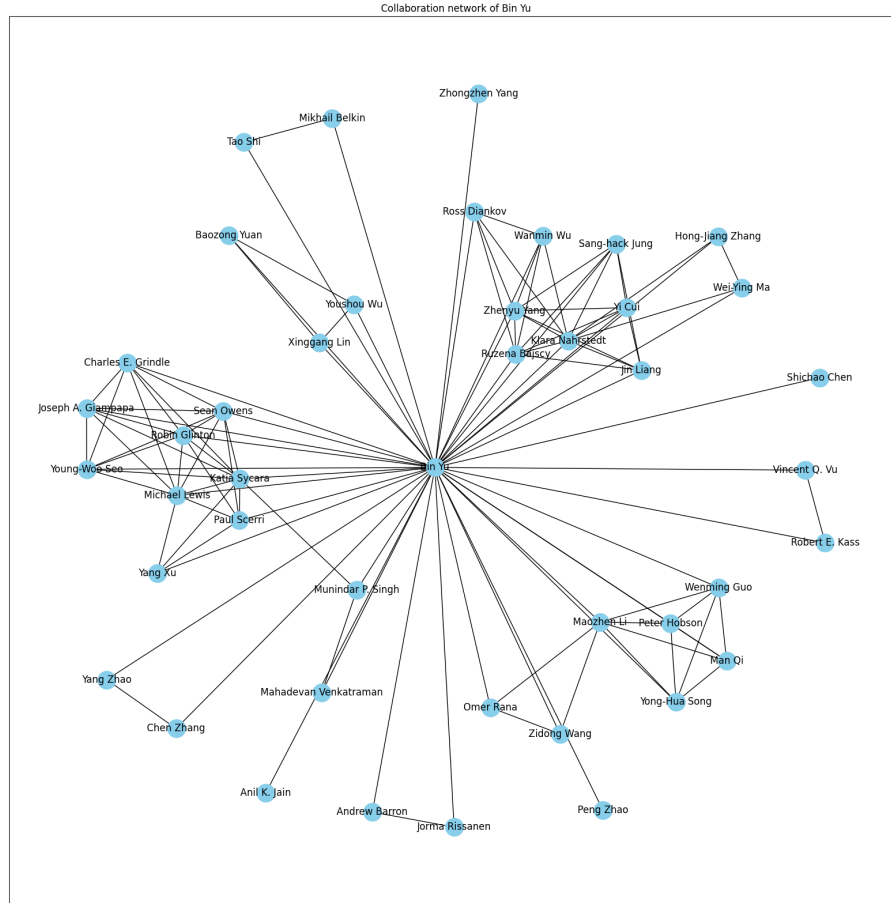 Collaboration network of Bin Yu
Zhongzhen Yang
Mikhail Belkin
Tao Shi
Ross Diankov
Baozong Yuan
Wanmin Wu
Hong-Jiang Zhang
Sang-hack Jung
Wei-Ying Ma
Youshou Wu
Yi Cui
Zhenyu Yang
Klara Nahrstedt
Xinggang Lin
Ruzena Bajscy
Charles E. Grindle
Jin Liang
Shichao Chen
Joseph A. Giampapa
Sean Owens
Robin Glinton
Bin Yu
Young-Woo Seo
Vincent Q. Vu
Katia Sycara
Michael Lewis
Paul Scerri
Robert E. Kass
Yang Xu
Wenming Guo
Munindar P. Singh
Maozhen Li
Peter Hobson
Man Qi
Yang Zhao
Mahadevan Venkatraman
Yong-Hua Song
Omer Rana
Chen Zhang
Zidong Wang
Anil K. Jain
Peng Zhao
Andrew Barron
Jorma Rissanen